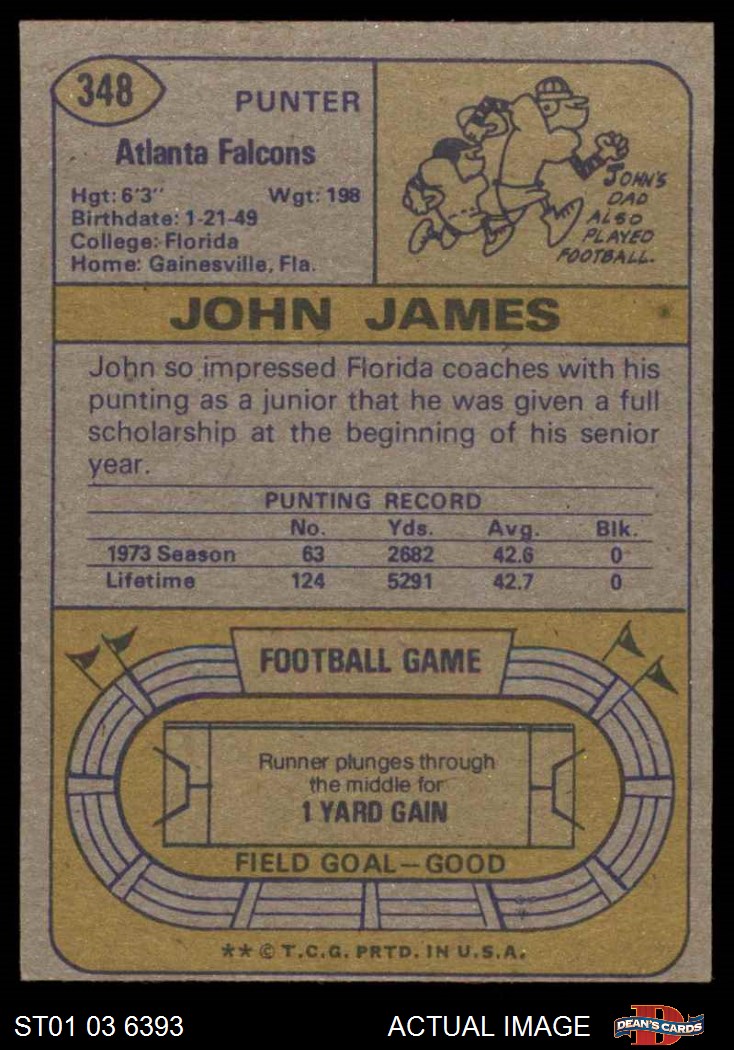 348
PUNTER
Atlanta Falcons
Hgt: 6'3" Wgt: 198
Birthdate: 1-21-49
College: Florida
Home: Gainesville, Fla.
JOHN'S
DAD
ALSO
PLAYED
FOOTBALL.
JOHN JAMES
John so impressed Florida coaches with his
punting as a junior that he was given a full
scholarship at the beginning of his senior
year.
PUNTING RECORD
No. Yds. Avg. Blk.
1973 Season 63 2682 42.6 0
Lifetime 124 5291 42.7 0
FOOTBALL GAME
Runner plunges through
the middle for
1 YARD GAIN
FIELD GOAL—GOOD
** © T.C.G. PRTD. IN U.S.A.
ST01 03 6393 ACTUAL IMAGE
D
DEAN'S CARDS